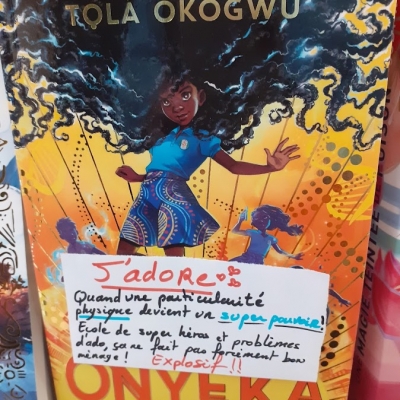 TOLA OKOGWU
J'adore
Quand une particularité
physique devient un super pouvoir!
Ecole de super héros et problèmes
d'ado, ça ne fait pas forcément bon
ménage! Explosif!!
ONYEKA